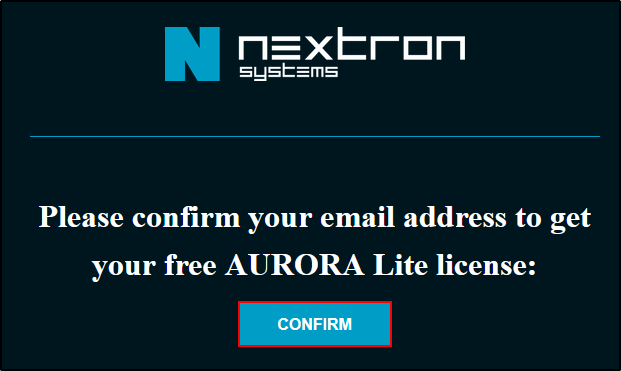 nextron
systems
Please confirm your email address to get
your free AURORA Lite license:
CONFIRM